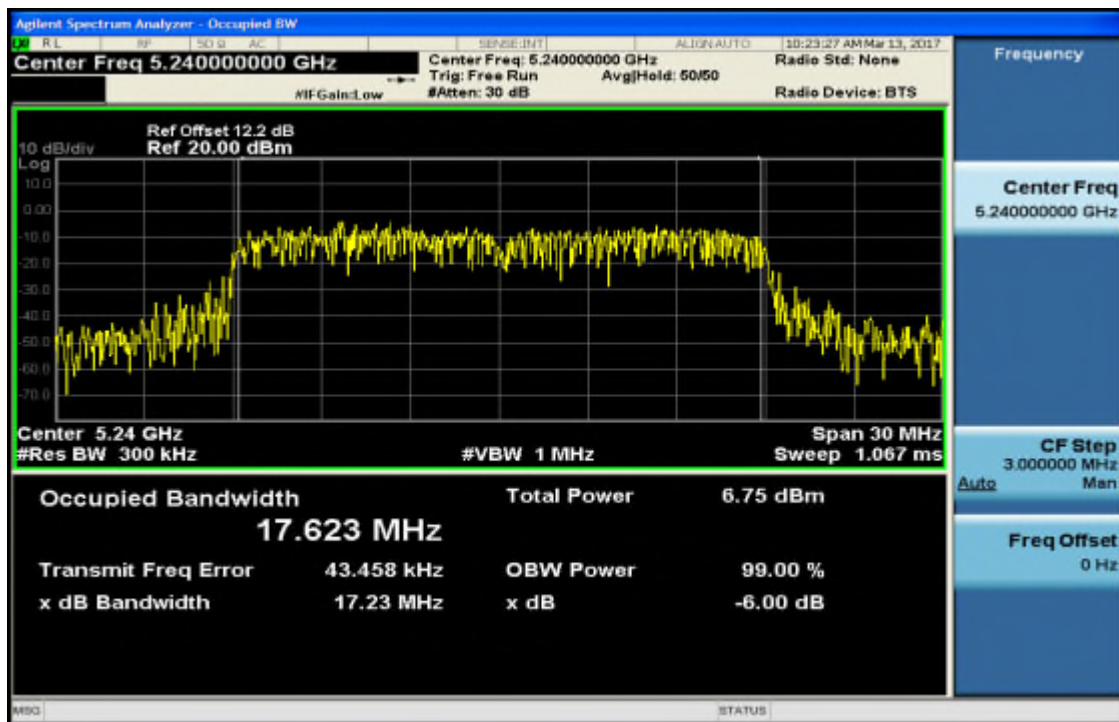 Agilent Spectrum Analyzer - Occupied BW
RL RF 50 Ω AC SENSE:INT ALIGN AUTO 10:23:27 AM Mar 13, 2017
Center Freq 5.240000000 GHz
Center Freq: 5.240000000 GHz
Radio Std: None
Trig: Free Run Avg|Hold: 50/50
#IFGain:Low #Atten: 30 dB Radio Device: BTS
Ref Offset 12.2 dB
10 dB/div Ref 20.00 dBm
Log
10.0
0.00
-10.0
-20.0
-30.0
-40.0
-50.0
-60.0
-70.0
Center 5.24 GHz Span 30 MHz
#Res BW 300 kHz #VBW 1 MHz Sweep 1.067 ms
Occupied Bandwidth Total Power 6.75 dBm
17.623 MHz
Transmit Freq Error 43.458 kHz OBW Power 99.00 %
x dB Bandwidth 17.23 MHz x dB -6.00 dB
MSG STATUS
Frequency
Center Freq
5.240000000 GHz
CF Step
3.000000 MHz
Auto Man
Freq Offset
0 Hz